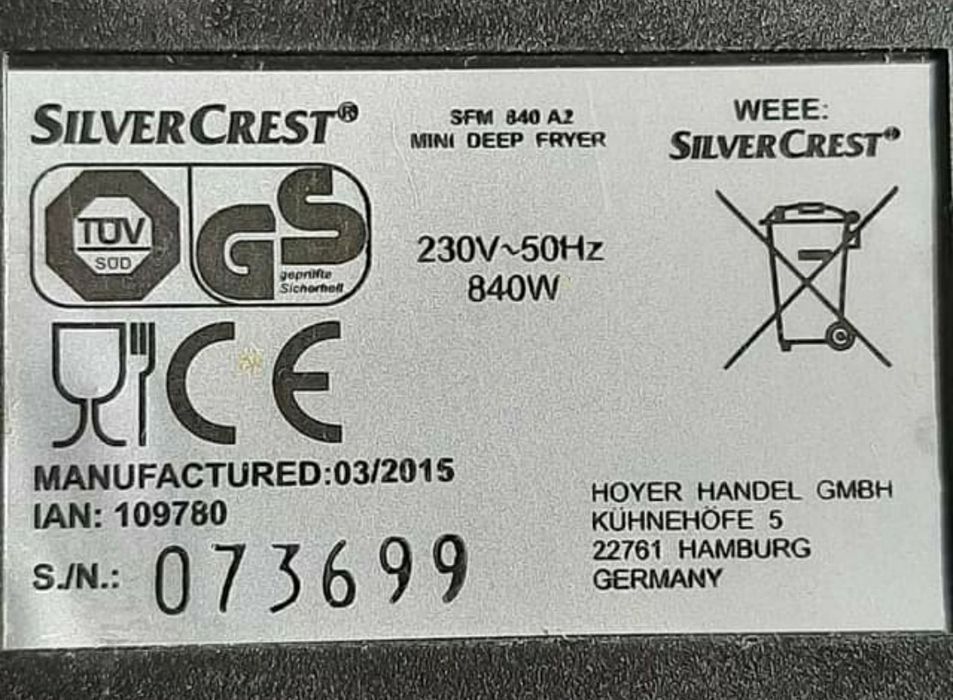 SILVERCREST®
SFM 840 A2
MINI DEEP FRYER
WEEE:
SILVERCREST®
TÜV
SÜD
GS
geprüfte
Sicherheit
230V~50Hz
840W
CE
MANUFACTURED:03/2015
IAN: 109780
S./N.: 073699
HOYER HANDEL GMBH
KÜHNEHÖFE 5
22761 HAMBURG
GERMANY